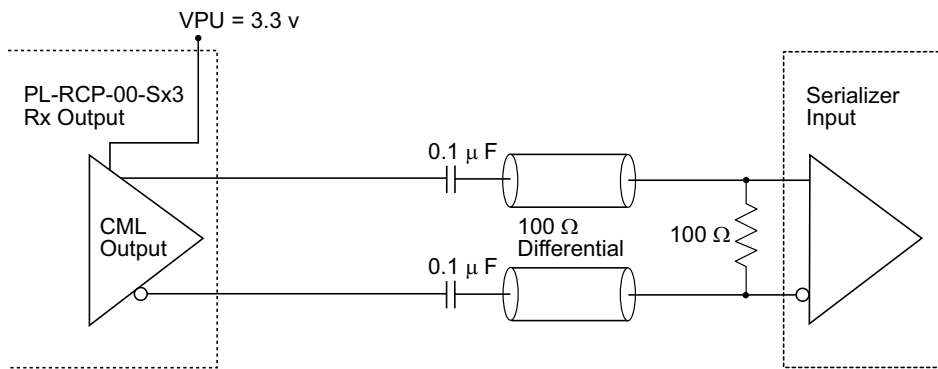 VPU = 3.3 v
PL-RCP-00-Sx3
Rx Output
Serializer
Input
0.1 μ F
CML
Output
100 Ω
Differential
100 Ω
0.1 μ F